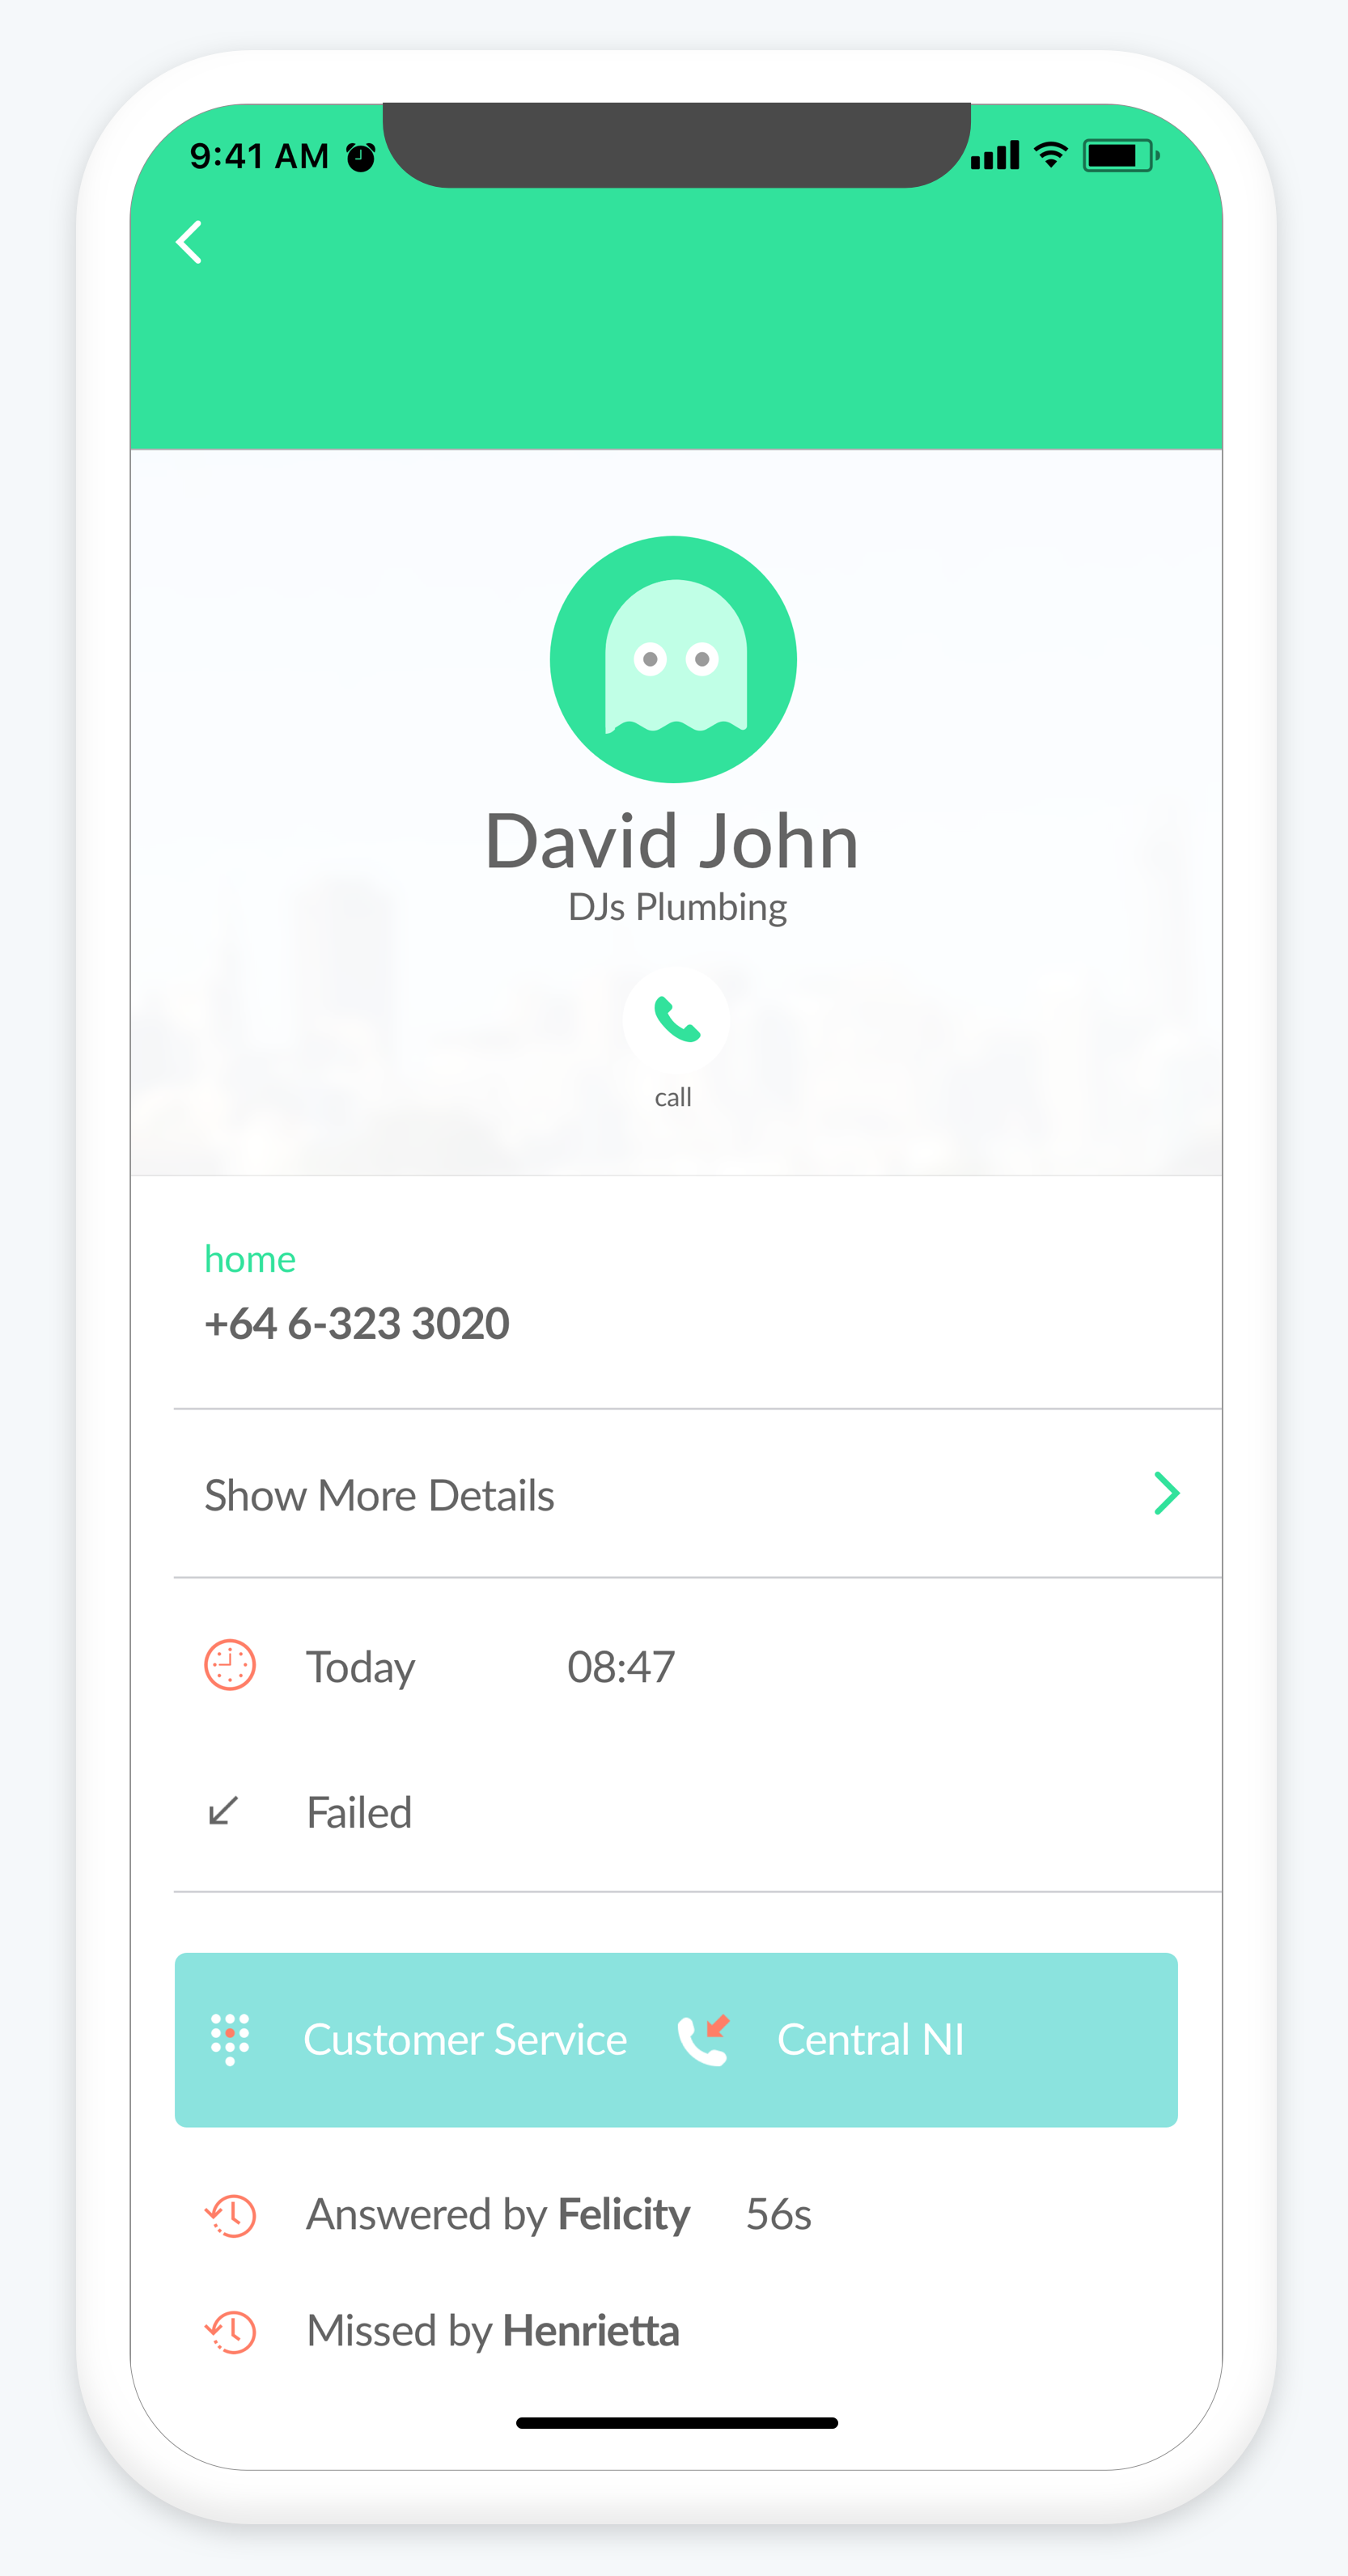 9:41 AM
David John
DJs Plumbing
call
home
+64 6-323 3020
Show More Details
Today 08:47
Failed
Customer Service Central NI
Answered by Felicity 56s
Missed by Henrietta